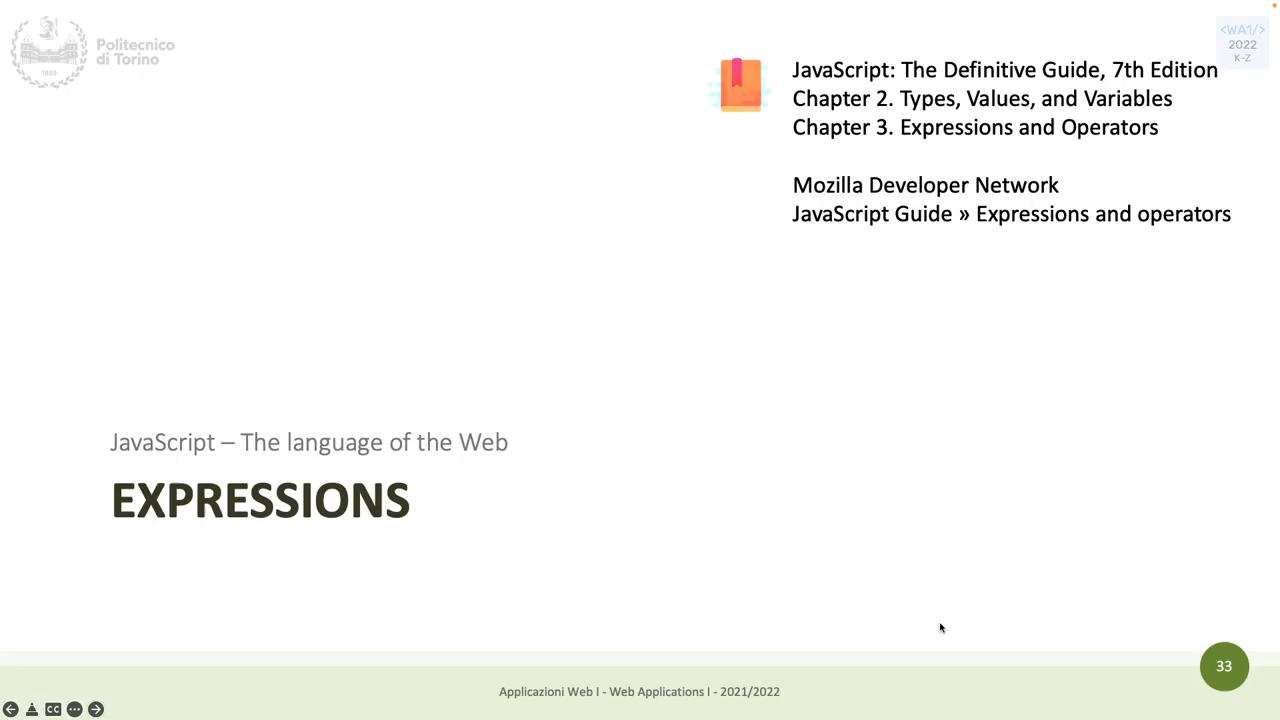 Politecnico
di Torino
1859
<WA1/>
2022
K-Z
JavaScript: The Definitive Guide, 7th Edition
Chapter 2. Types, Values, and Variables
Chapter 3. Expressions and Operators
Mozilla Developer Network
JavaScript Guide » Expressions and operators
JavaScript – The language of the Web
EXPRESSIONS
33
Applicazioni Web I - Web Applications I - 2021/2022
CC